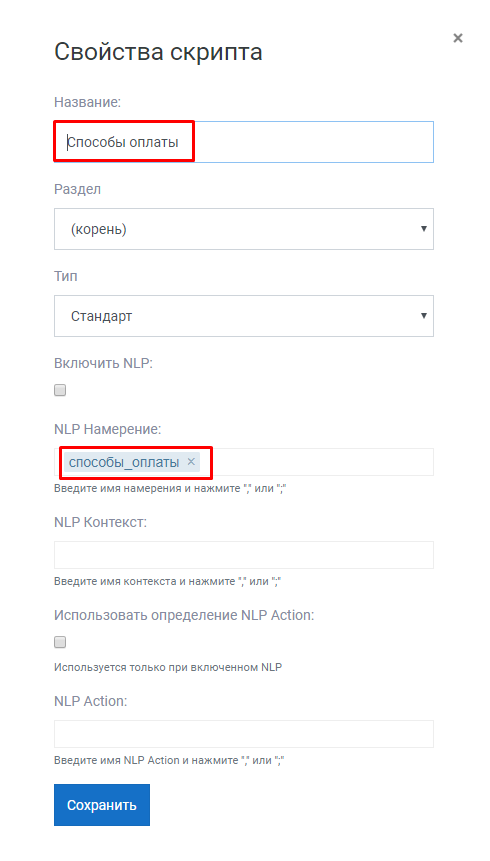 Свойства скрипта
×
Название:
Способы оплаты
Раздел
(корень)
Тип
Стандарт
Включить NLP:
NLP Намерение:
способы_оплаты ×
Введите имя намерения и нажмите "," или ";"
NLP Контекст:
Введите имя контекста и нажмите "," или ";"
Использовать определение NLP Action:
Используется только при включенном NLP
NLP Action:
Введите имя NLP Action и нажмите "," или ";"
Сохранить